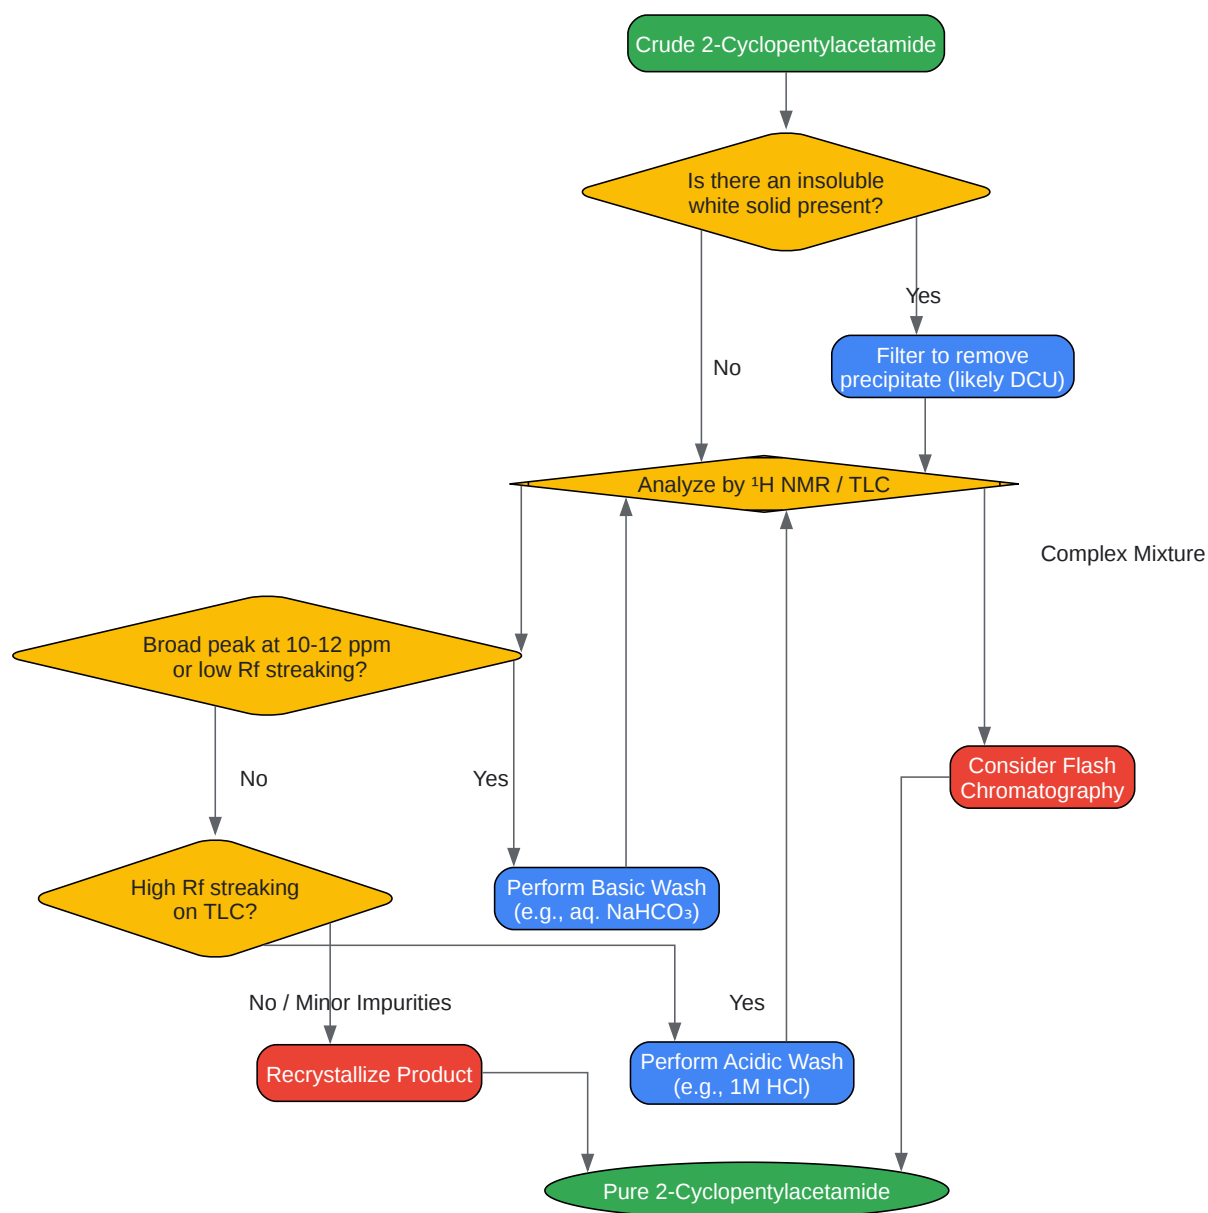 Crude 2-Cyclopentylacetamide
Is there an insoluble
white solid present?
Yes
Filter to remove
precipitate (likely DCU)
No
Analyze by ¹H NMR / TLC
Complex Mixture
Broad peak at 10-12 ppm
or low Rf streaking?
Consider Flash
Chromatography
No
Yes
High Rf streaking
on TLC?
Perform Basic Wash
(e.g., aq. NaHCO₃)
No / Minor Impurities
Yes
Recrystallize Product
Perform Acidic Wash
(e.g., 1M HCl)
Pure 2-Cyclopentylacetamide